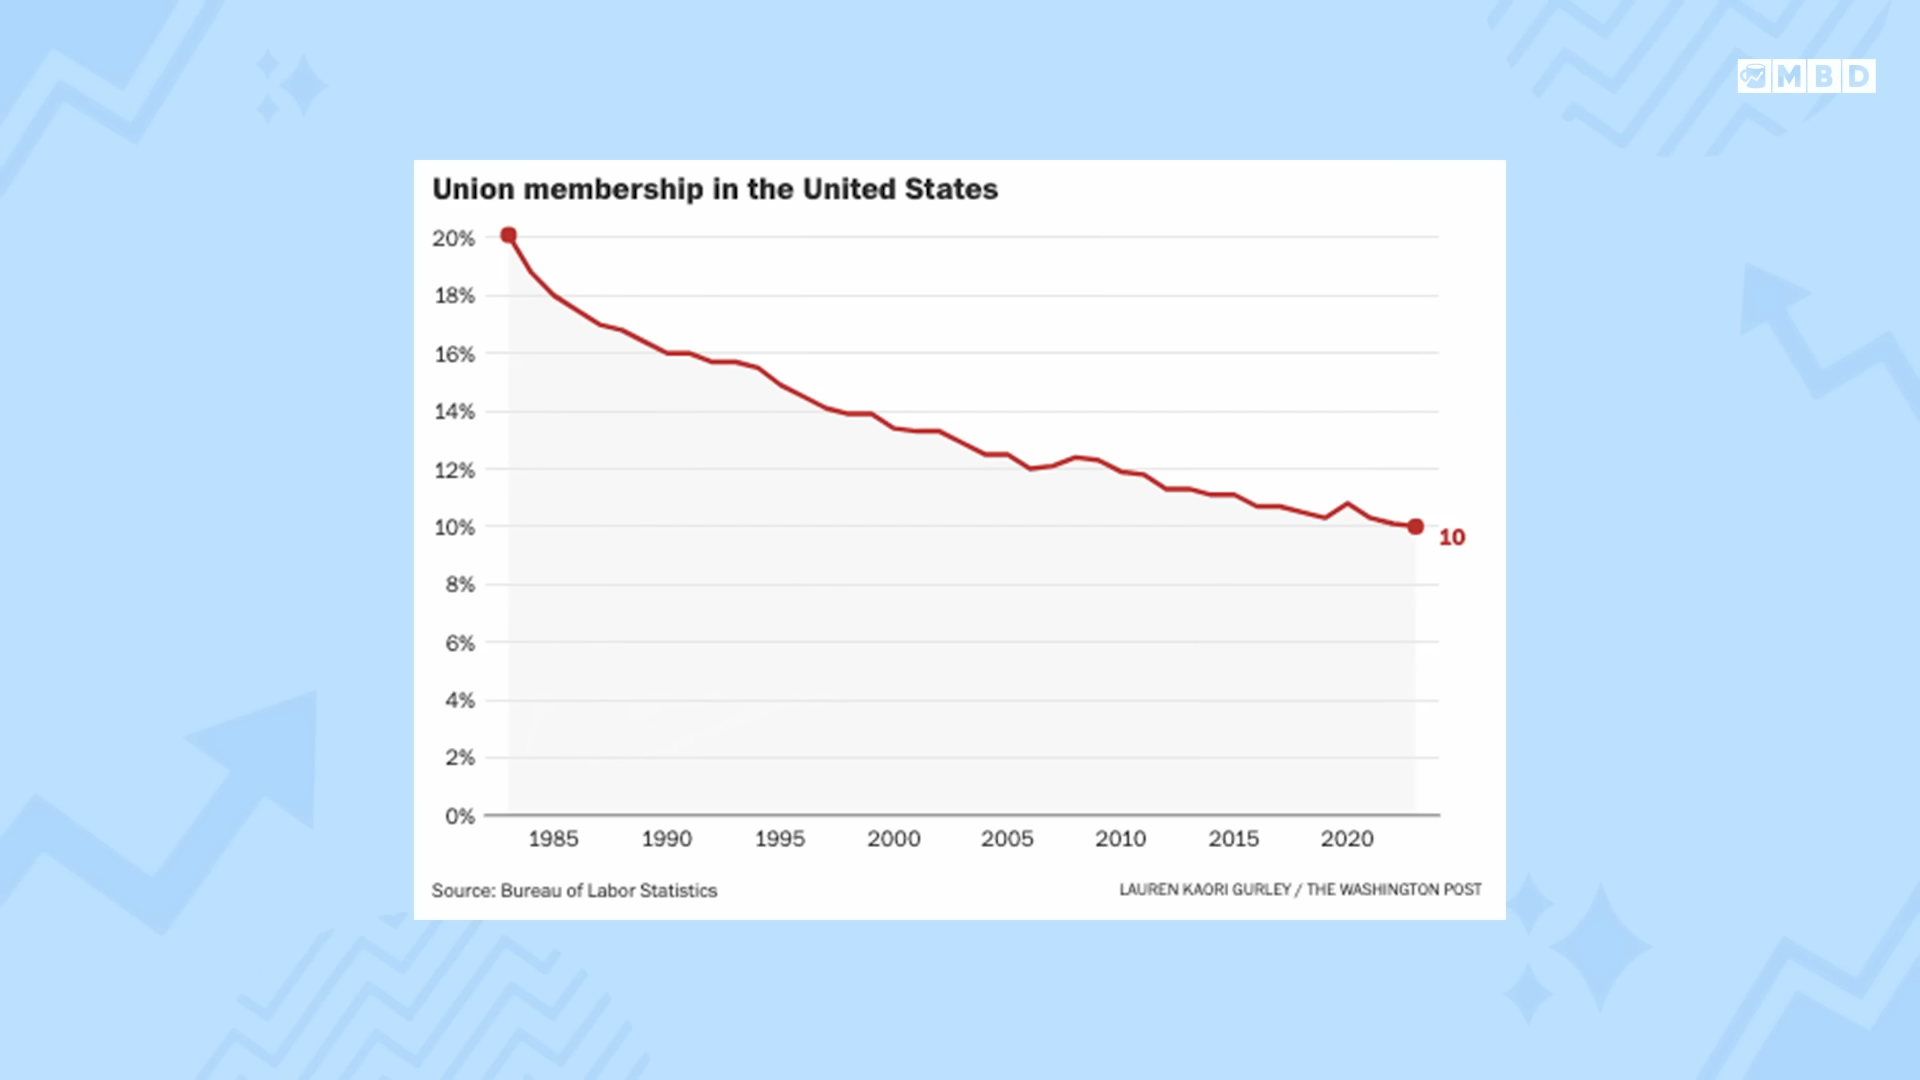 MBD
Union membership in the United States
20%
18%
16%
14%
12%
10%
10
8%
6%
4%
2%
0%
1985 1990 1995 2000 2005 2010 2015 2020
Source: Bureau of Labor Statistics
LAUREN KAORI GURLEY / THE WASHINGTON POST